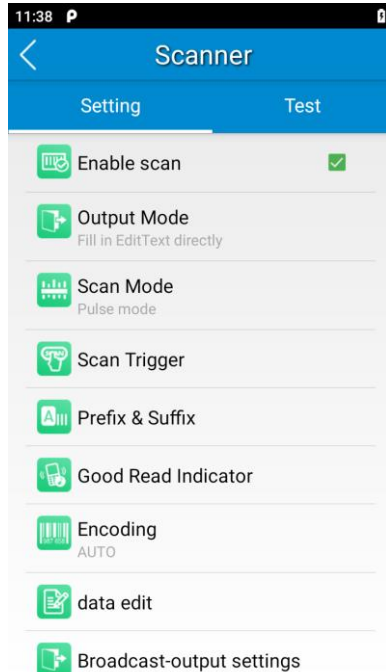 11:38
Scanner
Setting
Test
Enable scan
Output Mode
Fill in EditText directly
Scan Mode
Pulse mode
Scan Trigger
Prefix & Suffix
Good Read Indicator
Encoding
AUTO
data edit
Broadcast-output settings